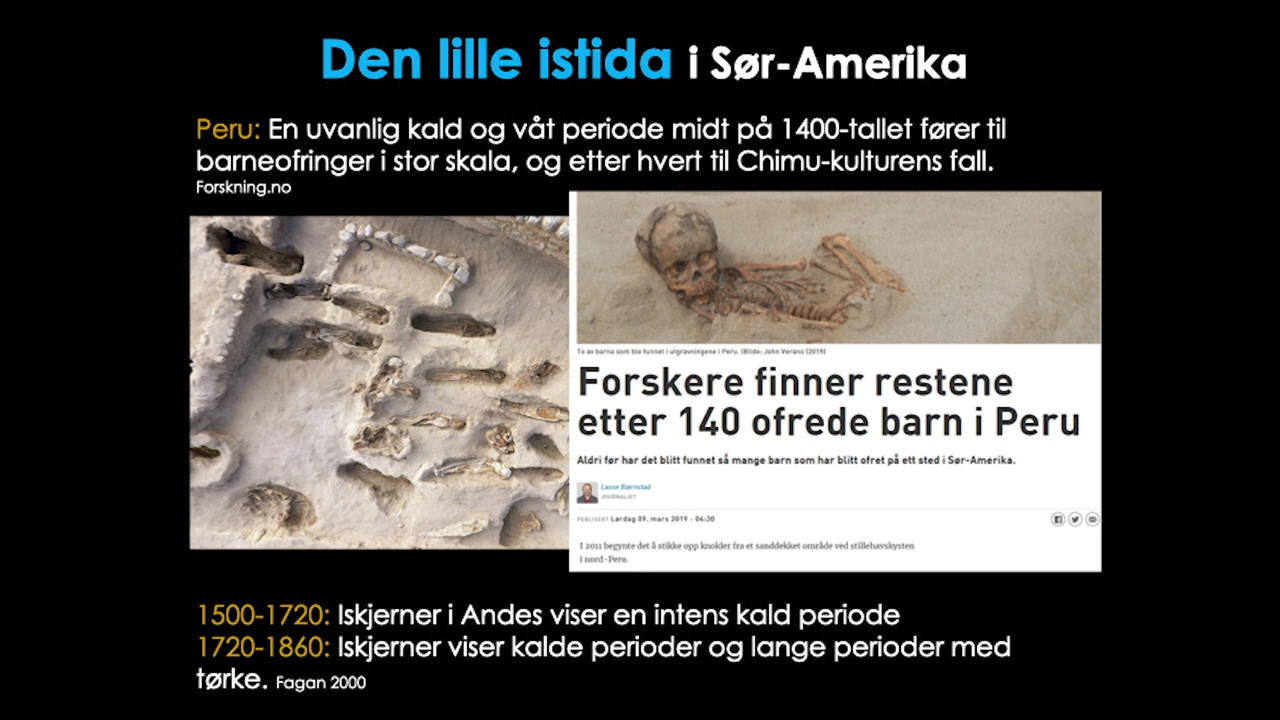 Den lille istida i Sør-Amerika
Peru: En uvanlig kald og våt periode midt på 1400-tallet fører til
barneofringer i stor skala, og etter hvert til Chimu-kulturens fall.
Forskning.no
To av barna som ble funnet i utgravningene i Peru. (Bilde: John Verano (2019)
Forskere finner restene
etter 140 ofrede barn i Peru
Aldri før har det blitt funnet så mange barn som har blitt ofret på ett sted i Sør-Amerika.
Lasse Biørnstad
JOURNALIST
PUBLISERT Lørdag 09. mars 2019 - 04:30
I 2011 begynte det å stikke opp knokler fra et sanddekket område ved stillehavskysten
i nord-Peru.
1500-1720: Iskjerner i Andes viser en intens kald periode
1720-1860: Iskjerner viser kalde perioder og lange perioder med
tørke. Fagan 2000